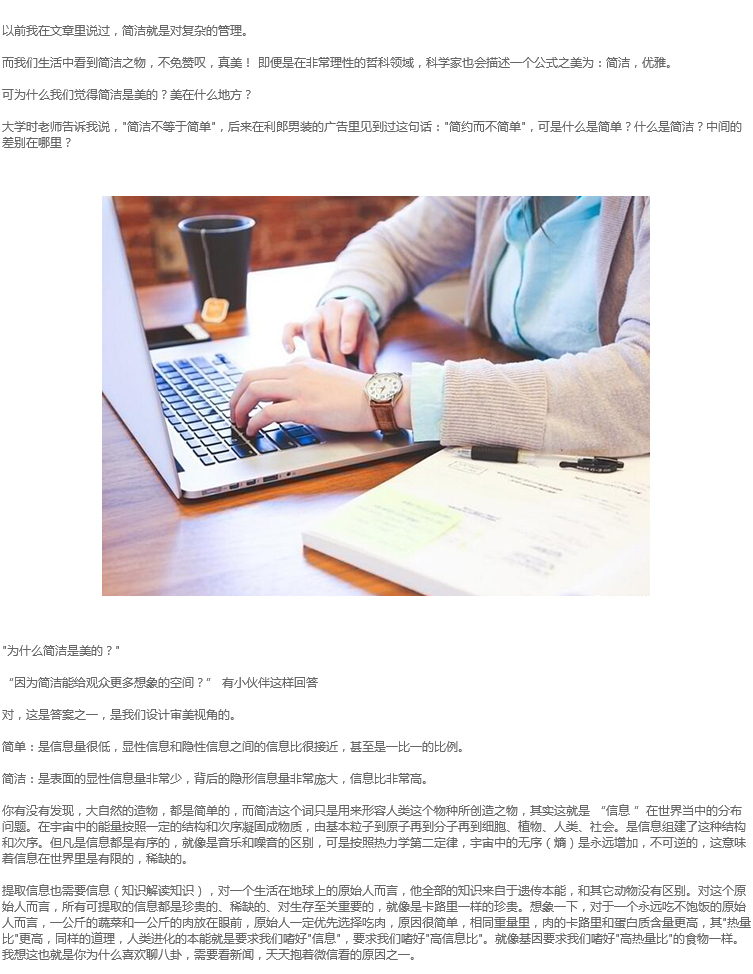 以前我在文章里说过，简洁就是对复杂的管理。
而我们生活中看到简洁之物，不免赞叹，真美！ 即便是在非常理性的哲科领域，科学家也会描述一个公式之美为：简洁，优雅。
可为什么我们觉得简洁是美的？美在什么地方？
大学时老师告诉我说，"简洁不等于简单"，后来在利郎男装的广告里见到过这句话："简约而不简单"，可是什么是简单？什么是简洁？中间的
差别在哪里？
"为什么简洁是美的？"
“因为简洁能给观众更多想象的空间？” 有小伙伴这样回答
对，这是答案之一，是我们设计审美视角的。
简单：是信息量很低，显性信息和隐性信息之间的信息比很接近，甚至是一比一的比例。
简洁：是表面的显性信息量非常少，背后的隐形信息量非常庞大，信息比非常高。
你有没有发现，大自然的造物，都是简单的，而简洁这个词只是用来形容人类这个物种所创造之物，其实这就是 “信息 ” 在世界当中的分布
问题。在宇宙中的能量按照一定的结构和次序凝固成物质，由基本粒子到原子再到分子再到细胞、植物、人类、社会。是信息组建了这种结构
和次序。但凡是信息都是有序的，就像是音乐和噪音的区别，可是按照热力学第二定律，宇宙中的无序（熵）是永远增加，不可逆的，这意味
着信息在世界里是有限的，稀缺的。
提取信息也需要信息（知识解读知识），对一个生活在地球上的原始人而言，他全部的知识来自于遗传本能，和其它动物没有区别。对这个原
始人而言，所有可提取的信息都是珍贵的、稀缺的、对生存至关重要的，就像是卡路里一样的珍贵。想象一下，对于一个永远吃不饱饭的原始
人而言，一公斤的蔬菜和一公斤的肉放在眼前，原始人一定优先选择吃肉，原因很简单，相同重量里，肉的卡路里和蛋白质含量更高，其"热量
比"更高，同样的道理，人类进化的本能就是要求我们嗜好"信息"，要求我们嗜好"高信息比"。就像基因要求我们嗜好"高热量比"的食物一样。
我想这也就是你为什么喜欢聊八卦，需要看新闻，天天抱着微信看的原因之一。